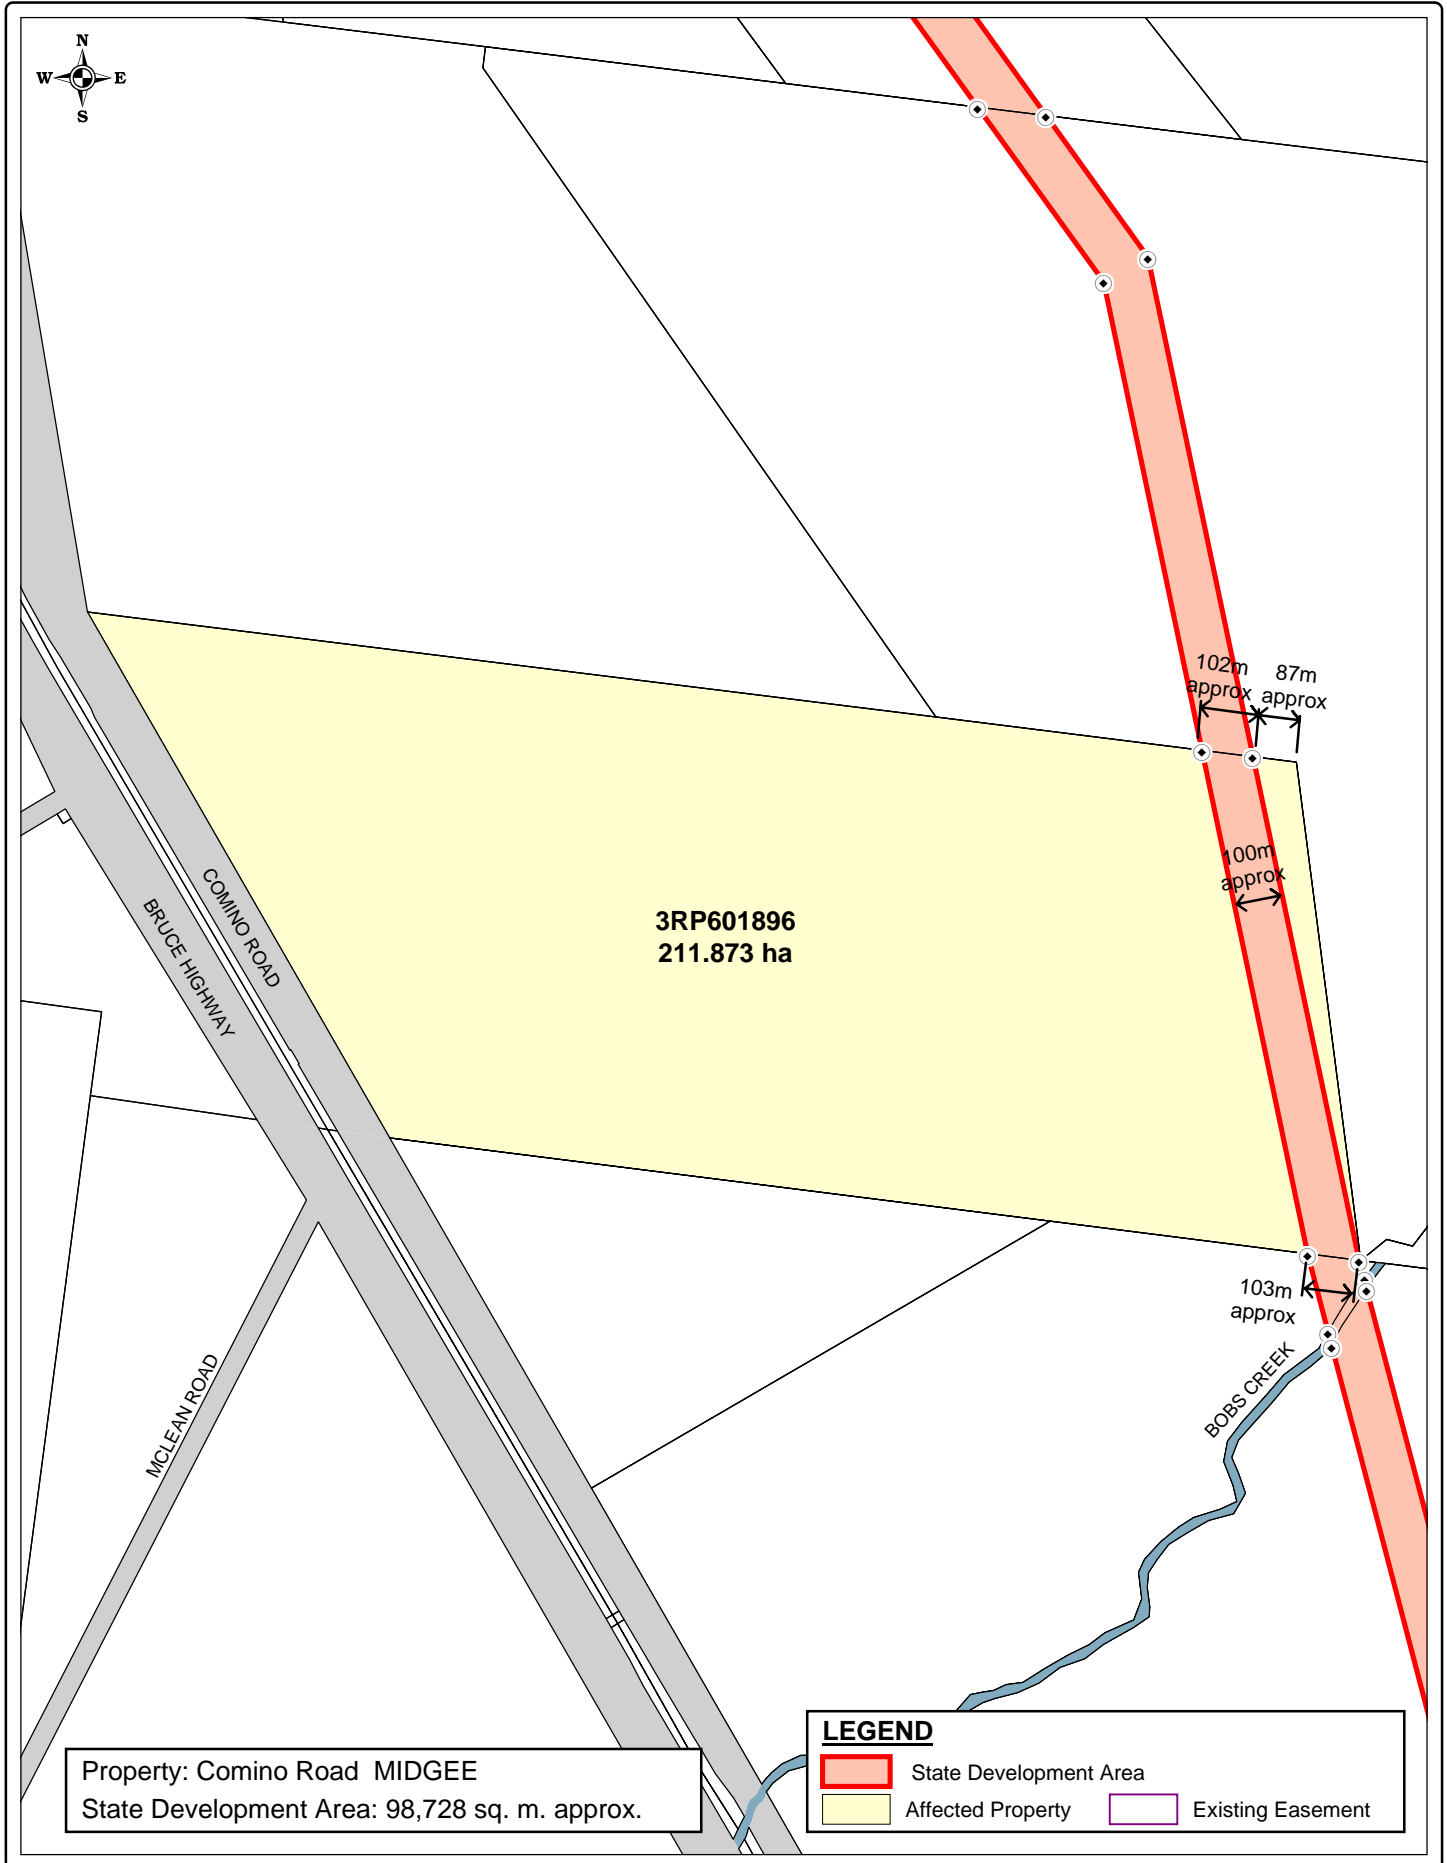 N
W E
S
102m
approx
87m
approx
100m
approx
3RP601896
211.873 ha
COMINO ROAD
BRUCE HIGHWAY
103m
approx
BOBS CREEK
MCLEAN ROAD
Property: Comino Road MIDGEE
State Development Area: 98,728 sq. m. approx.
LEGEND
State Development Area
Affected Property
Existing Easement